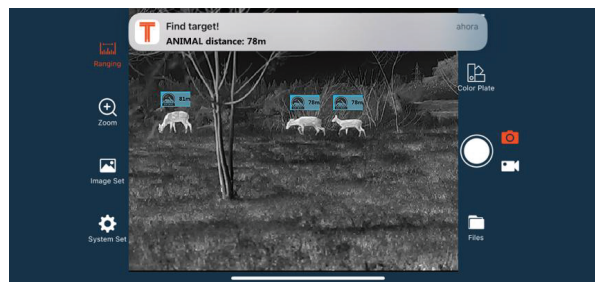 Find target!
ahora
ANIMAL distance: 78m
Ranging
Zoom
Image Set
System Set
81m
78m
78m
Color Plate
Files